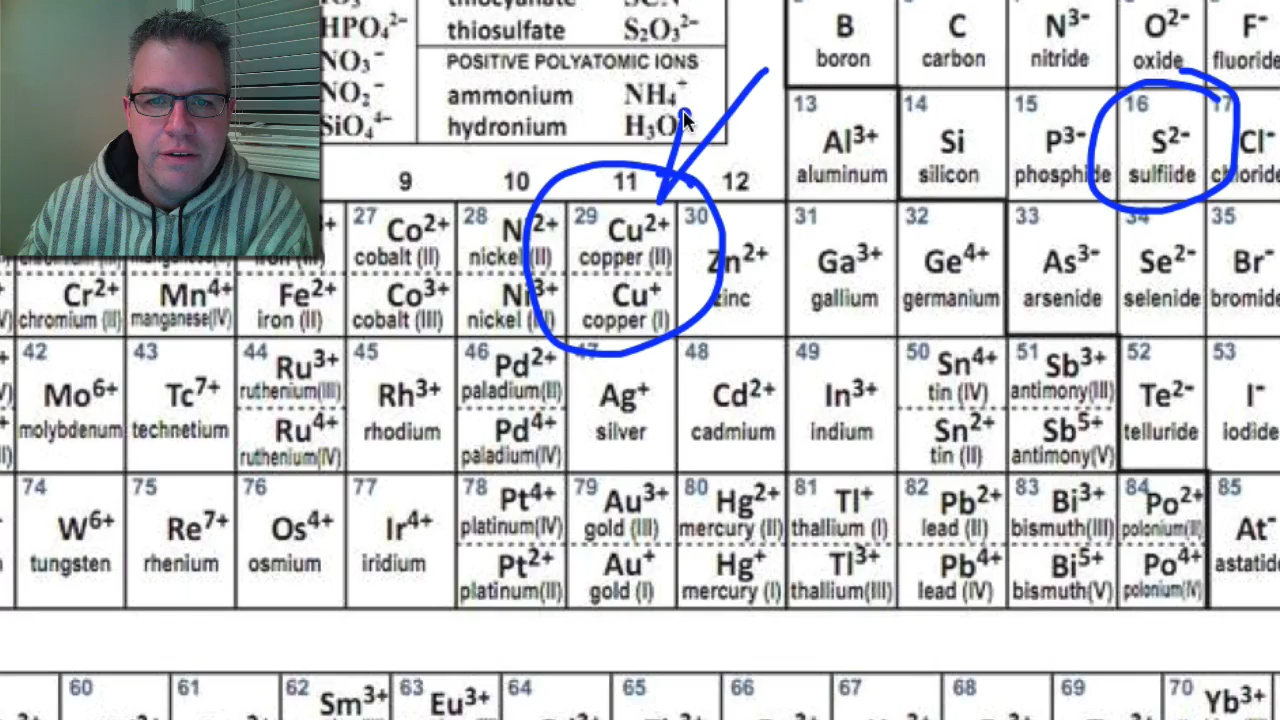 thiocyanate SCN⁻
HPO₄²⁻ thiosulfate S₂O₃²⁻
NO₃⁻ POSITIVE POLYATOMIC IONS
NO₂⁻ ammonium NH₄⁺
SiO₄⁴⁻ hydronium H₃O
B C N³⁻ O²⁻ F⁻
boron carbon nitride oxide fluoride
13 14 15 16 17
Al³⁺ Si P³⁻ S²⁻ Cl⁻
aluminum silicon phosphide sulfiide chloride
9 10 11 12
27 Co²⁺ 28 Ni²⁺ 29 Cu²⁺ 30 31 32 33 34 35
cobalt (II) nickel (II) copper (II) Zn²⁺ Ga³⁺ Ge⁴⁺ As³⁻ Se²⁻ Br⁻
Cr²⁺ Mn⁴⁺ Fe²⁺ Co³⁺ Ni³⁺ Cu⁺ zinc gallium germanium arsenide selenide bromide
chromium (II) manganese(IV) iron (II) cobalt (III) nickel (III) copper (I)
42 43 44 Ru³⁺ 45 46 Pd²⁺ 47 48 49 50 Sn⁴⁺ 51 Sb³⁺ 52 53
ruthenium(III) paladium(II) tin (IV) antimony(III)
Mo⁶⁺ Tc⁷⁺ Rh³⁺ Ag⁺ Cd²⁺ In³⁺ Te²⁻ I⁻
molybdenum technetium Ru⁴⁺ rhodium Pd⁴⁺ silver cadmium indium Sn²⁺ Sb⁵⁺ telluride iodide
ruthenium(IV) paladium(IV) tin (II) antimony(V)
74 75 76 77 78 Pt⁴⁺ 79 Au³⁺ 80 Hg²⁺ 81 Tl⁺ 82 Pb²⁺ 83 Bi³⁺ 84 Po²⁺ 85
W⁶⁺ Re⁷⁺ Os⁴⁺ Ir⁴⁺ platinum(IV) gold (III) mercury (II) thallium (I) lead (II) bismuth(III) polonium(II) At⁻
tungsten rhenium osmium iridium Pt²⁺ Au⁺ Hg⁺ Tl³⁺ Pb⁴⁺ Bi⁵⁺ Po⁴⁺ astatide
platinum(II) gold (I) mercury (I) thallium(III) lead (IV) bismuth(V) polonium(IV)
60 61 62 Sm³⁺ 63 Eu³⁺ 64 65 66 67 68 69 70 Yb³⁺